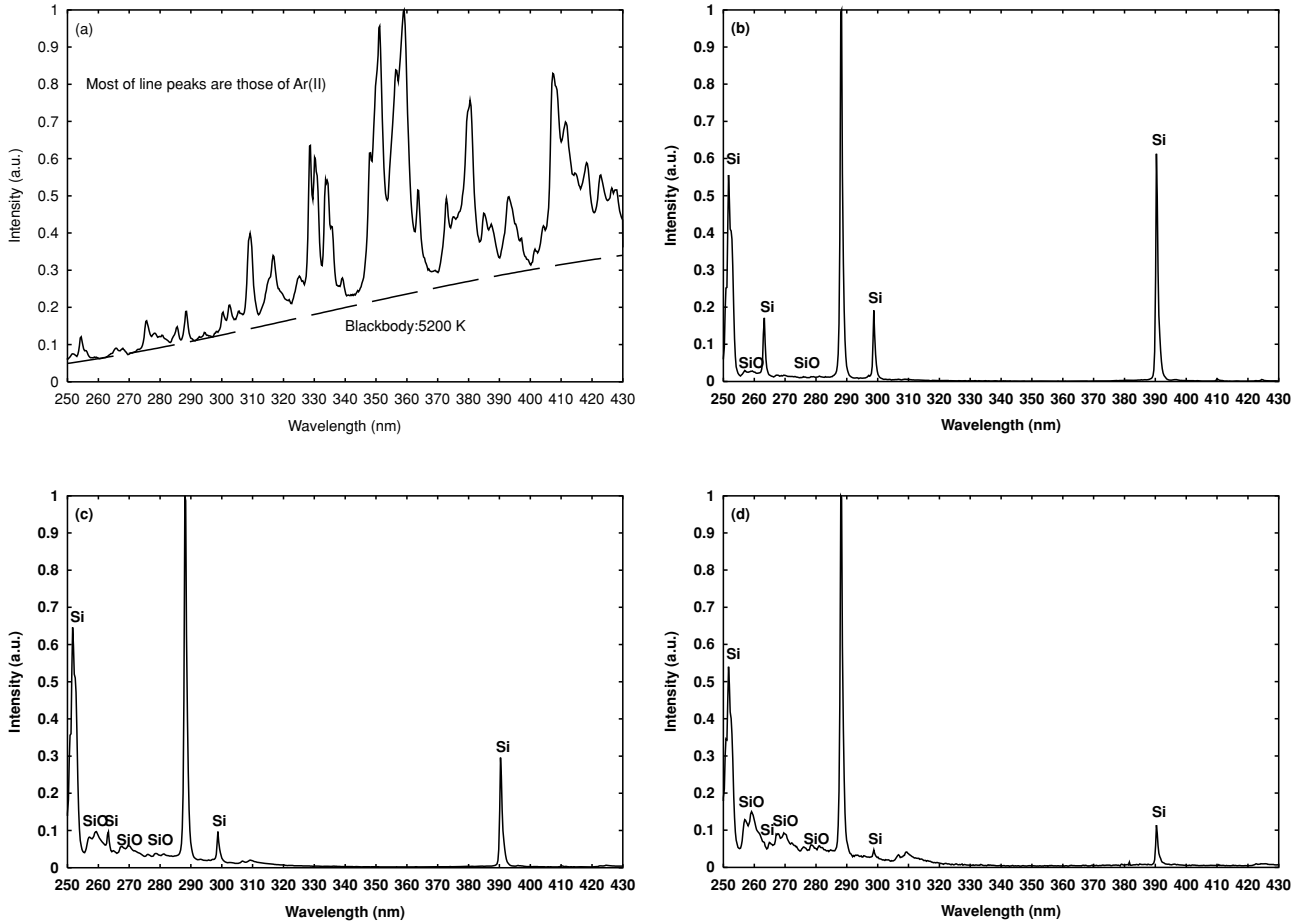 (a)
Most of line peaks are those of Ar(II)
Blackbody:5200 K
Intensity (a.u.)
1
0.9
0.8
0.7
0.6
0.5
0.4
0.3
0.2
0.1
0
250 260 270 280 290 300 310 320 330 340 350 360 370 380 390 400 410 420 430
Wavelength (nm)
(b)
Si
Si
Si
Si
SiO
SiO
Intensity (a.u.)
1
0.9
0.8
0.7
0.6
0.5
0.4
0.3
0.2
0.1
0
250 260 270 280 290 300 310 320 330 340 350 360 370 380 390 400 410 420 430
Wavelength (nm)
(c)
Si
Si
SiO
Si
SiO
SiO
Si
Intensity (a.u.)
1
0.9
0.8
0.7
0.6
0.5
0.4
0.3
0.2
0.1
0
250 260 270 280 290 300 310 320 330 340 350 360 370 380 390 400 410 420 430
Wavelength (nm)
(d)
Si
Si
SiO
Si
SiO
SiO
Si
Intensity (a.u.)
1
0.9
0.8
0.7
0.6
0.5
0.4
0.3
0.2
0.1
0
250 260 270 280 290 300 310 320 330 340 350 360 370 380 390 400 410 420 430
Wavelength (nm)